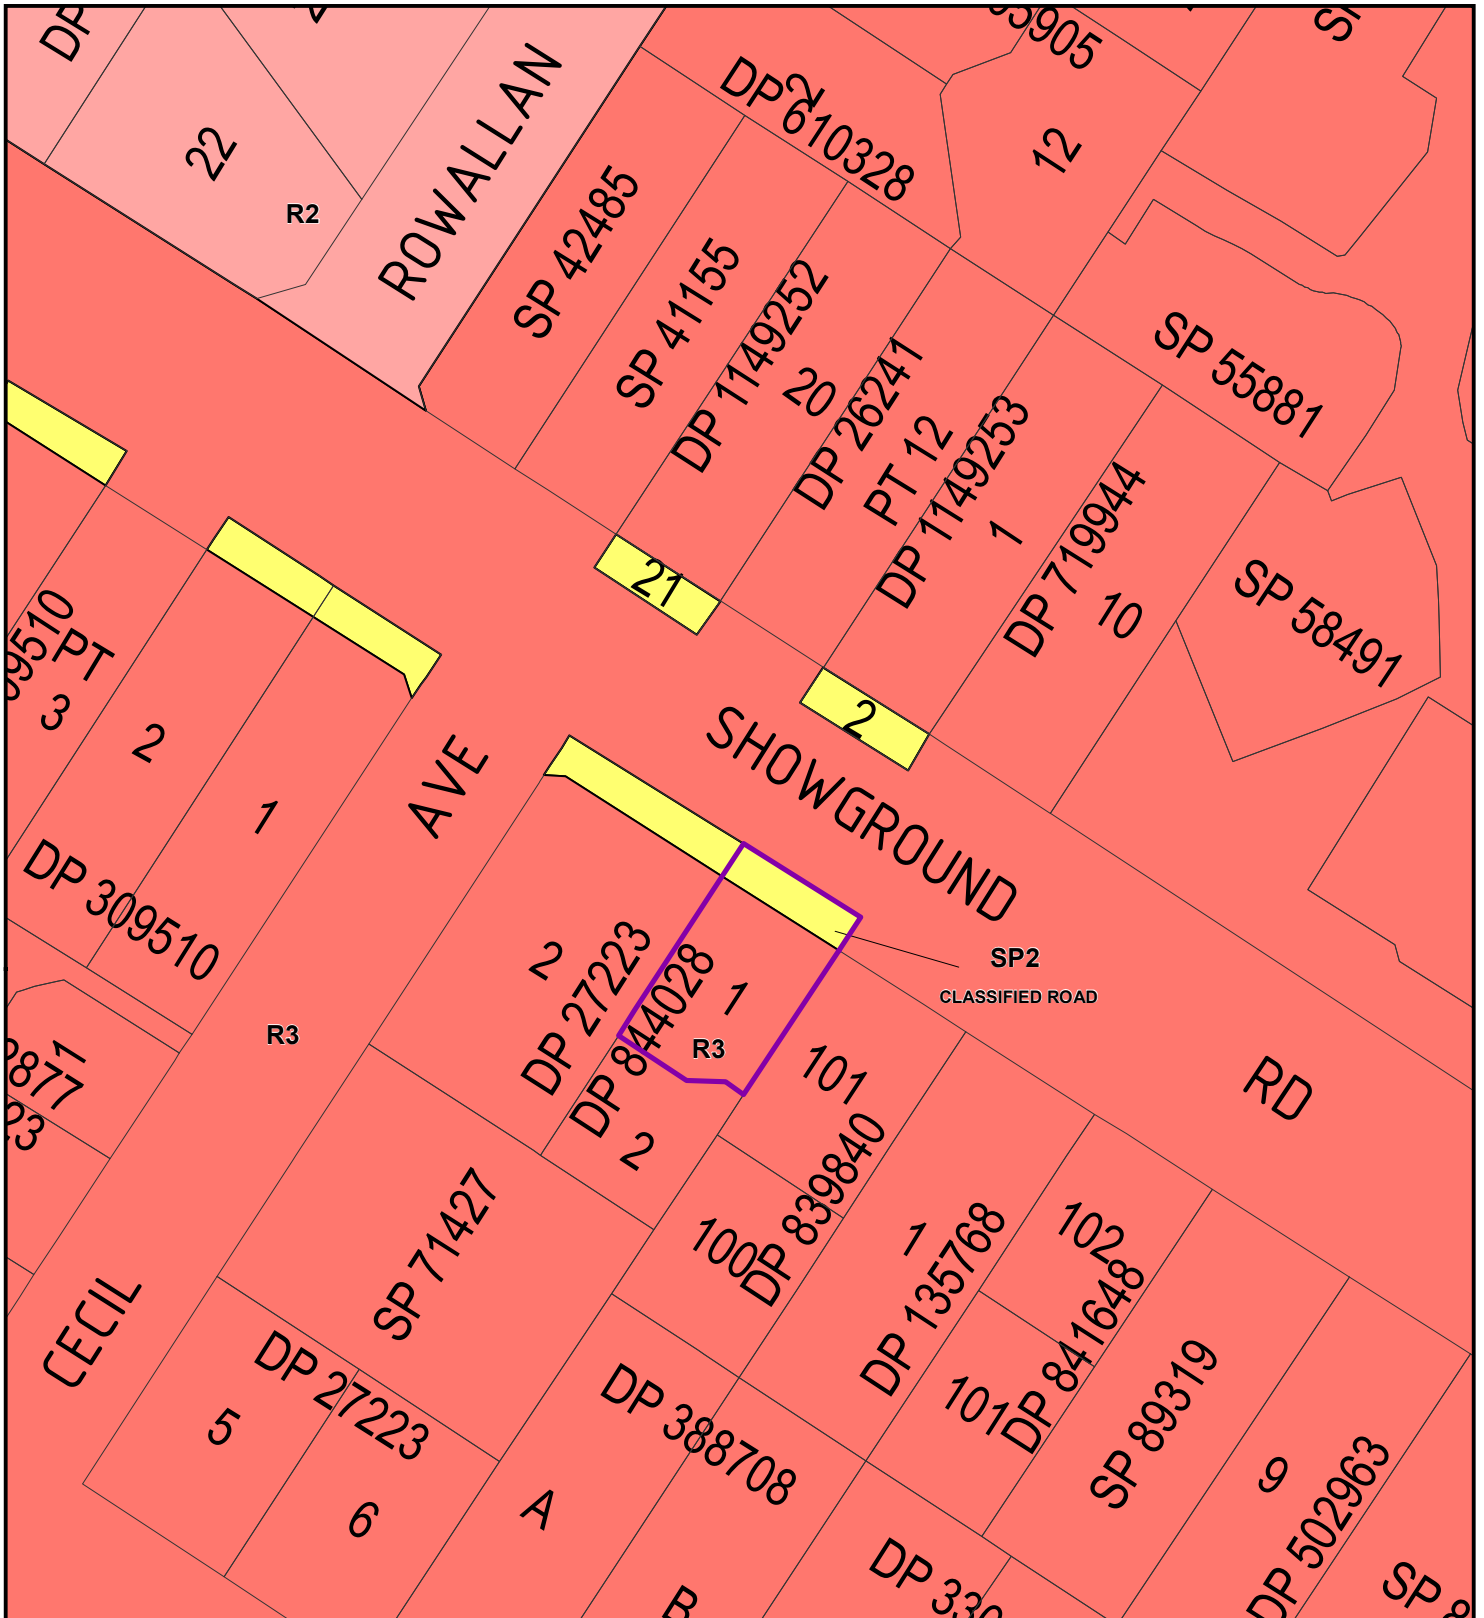 DP
22
R2
ROWALLAN
DP 610328
2
12
SP 42485
SP 41155
DP 1149252
20
DP 26241
PT 12
DP 1149253
1
DP 719944
10
SP 55881
SP 58491
21
2
SHOWGROUND
RD
PT
3
2
1
DP 309510
AVE
CECIL
R3
2
DP 27223
DP 844028
1
R3
2
SP2
CLASSIFIED ROAD
101
DP 839840
100
1
DP 135768
102
DP 841648
101
SP 89319
9
DP 502963
SP 71427
DP 27223
5
6
DP 388708
A
B
1